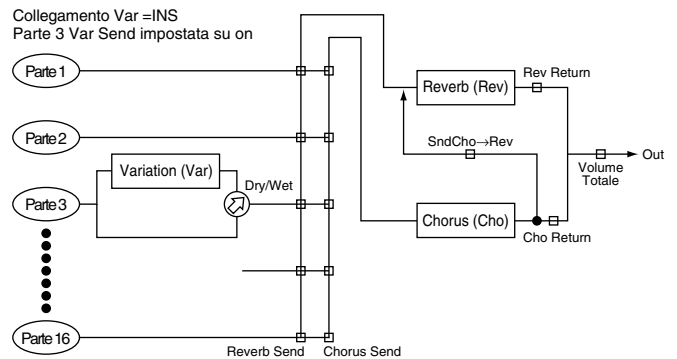 Collegamento Var =INS
Parte 3 Var Send impostata su on
Parte 1
Reverb (Rev)
Rev Return
Parte 2
SndCho→Rev
Out
Volume
Totale
Variation (Var)
Dry/Wet
Parte 3
Chorus (Cho)
Cho Return
Parte 16
Reverb Send
Chorus Send